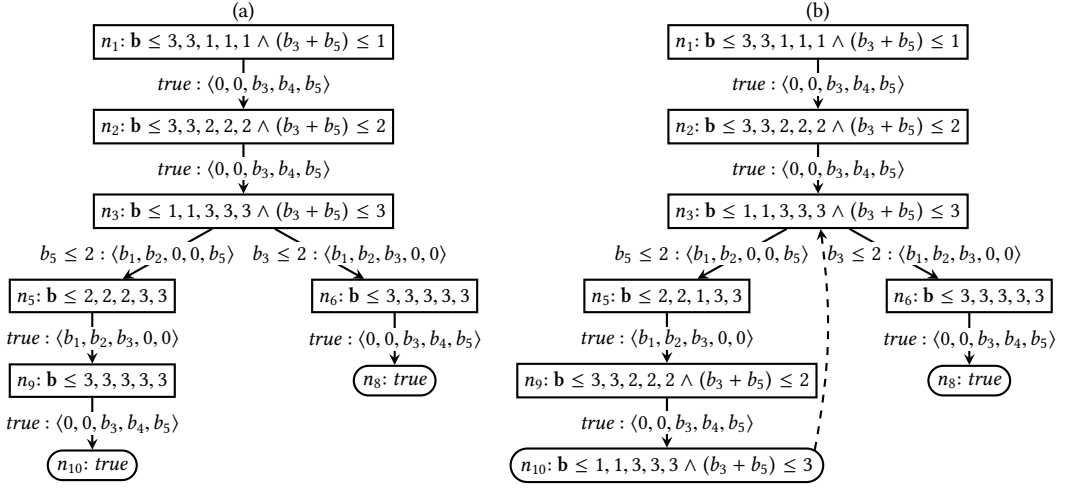 (a)
n₁: b ≤ 3, 3, 1, 1, 1 ∧ (b₃ + b₅) ≤ 1
true : ⟨0, 0, b₃, b₄, b₅⟩
n₂: b ≤ 3, 3, 2, 2, 2 ∧ (b₃ + b₅) ≤ 2
true : ⟨0, 0, b₃, b₄, b₅⟩
n₃: b ≤ 1, 1, 3, 3, 3 ∧ (b₃ + b₅) ≤ 3
b₅ ≤ 2 : ⟨b₁, b₂, 0, 0, b₅⟩
b₃ ≤ 2 : ⟨b₁, b₂, b₃, 0, 0⟩
n₅: b ≤ 2, 2, 2, 3, 3
n₆: b ≤ 3, 3, 3, 3, 3
true : ⟨b₁, b₂, b₃, 0, 0⟩
true : ⟨0, 0, b₃, b₄, b₅⟩
n₉: b ≤ 3, 3, 3, 3, 3
n₈: true
true : ⟨0, 0, b₃, b₄, b₅⟩
n₁₀: true
(b)
n₁: b ≤ 3, 3, 1, 1, 1 ∧ (b₃ + b₅) ≤ 1
true : ⟨0, 0, b₃, b₄, b₅⟩
n₂: b ≤ 3, 3, 2, 2, 2 ∧ (b₃ + b₅) ≤ 2
true : ⟨0, 0, b₃, b₄, b₅⟩
n₃: b ≤ 1, 1, 3, 3, 3 ∧ (b₃ + b₅) ≤ 3
b₅ ≤ 2 : ⟨b₁, b₂, 0, 0, b₅⟩
b₃ ≤ 2 : ⟨b₁, b₂, b₃, 0, 0⟩
n₅: b ≤ 2, 2, 1, 3, 3
n₆: b ≤ 3, 3, 3, 3, 3
true : ⟨b₁, b₂, b₃, 0, 0⟩
true : ⟨0, 0, b₃, b₄, b₅⟩
n₉: b ≤ 3, 3, 2, 2, 2 ∧ (b₃ + b₅) ≤ 2
n₈: true
true : ⟨0, 0, b₃, b₄, b₅⟩
n₁₀: b ≤ 1, 1, 3, 3, 3 ∧ (b₃ + b₅) ≤ 3